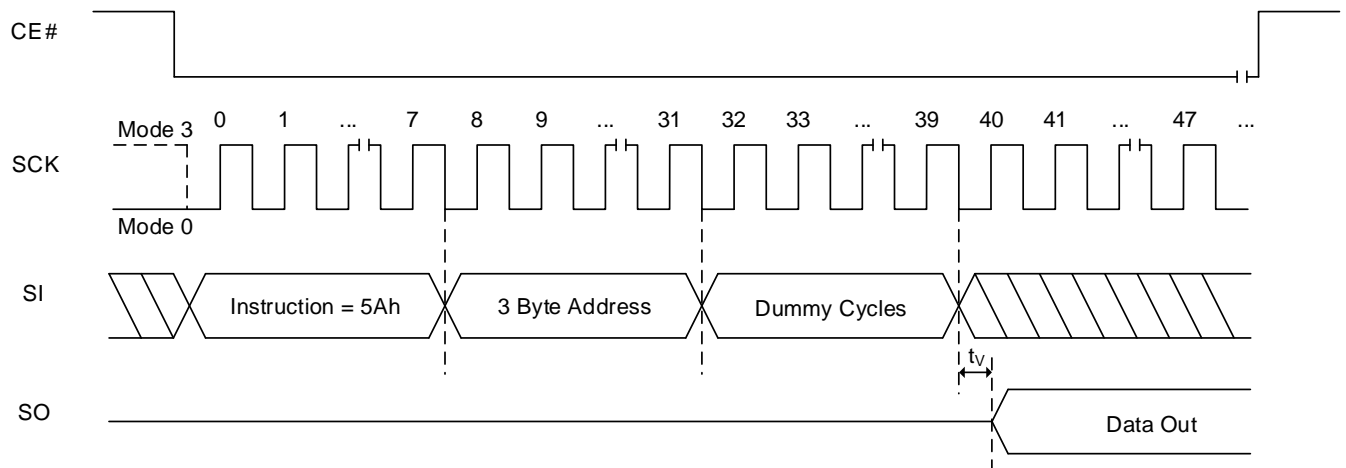 CE#
0 1 ... 7 8 9 ... 31 32 33 ... 39 40 41 ... 47 ...
Mode 3
SCK
Mode 0
SI
Instruction = 5Ah
3 Byte Address
Dummy Cycles
tV
SO
Data Out